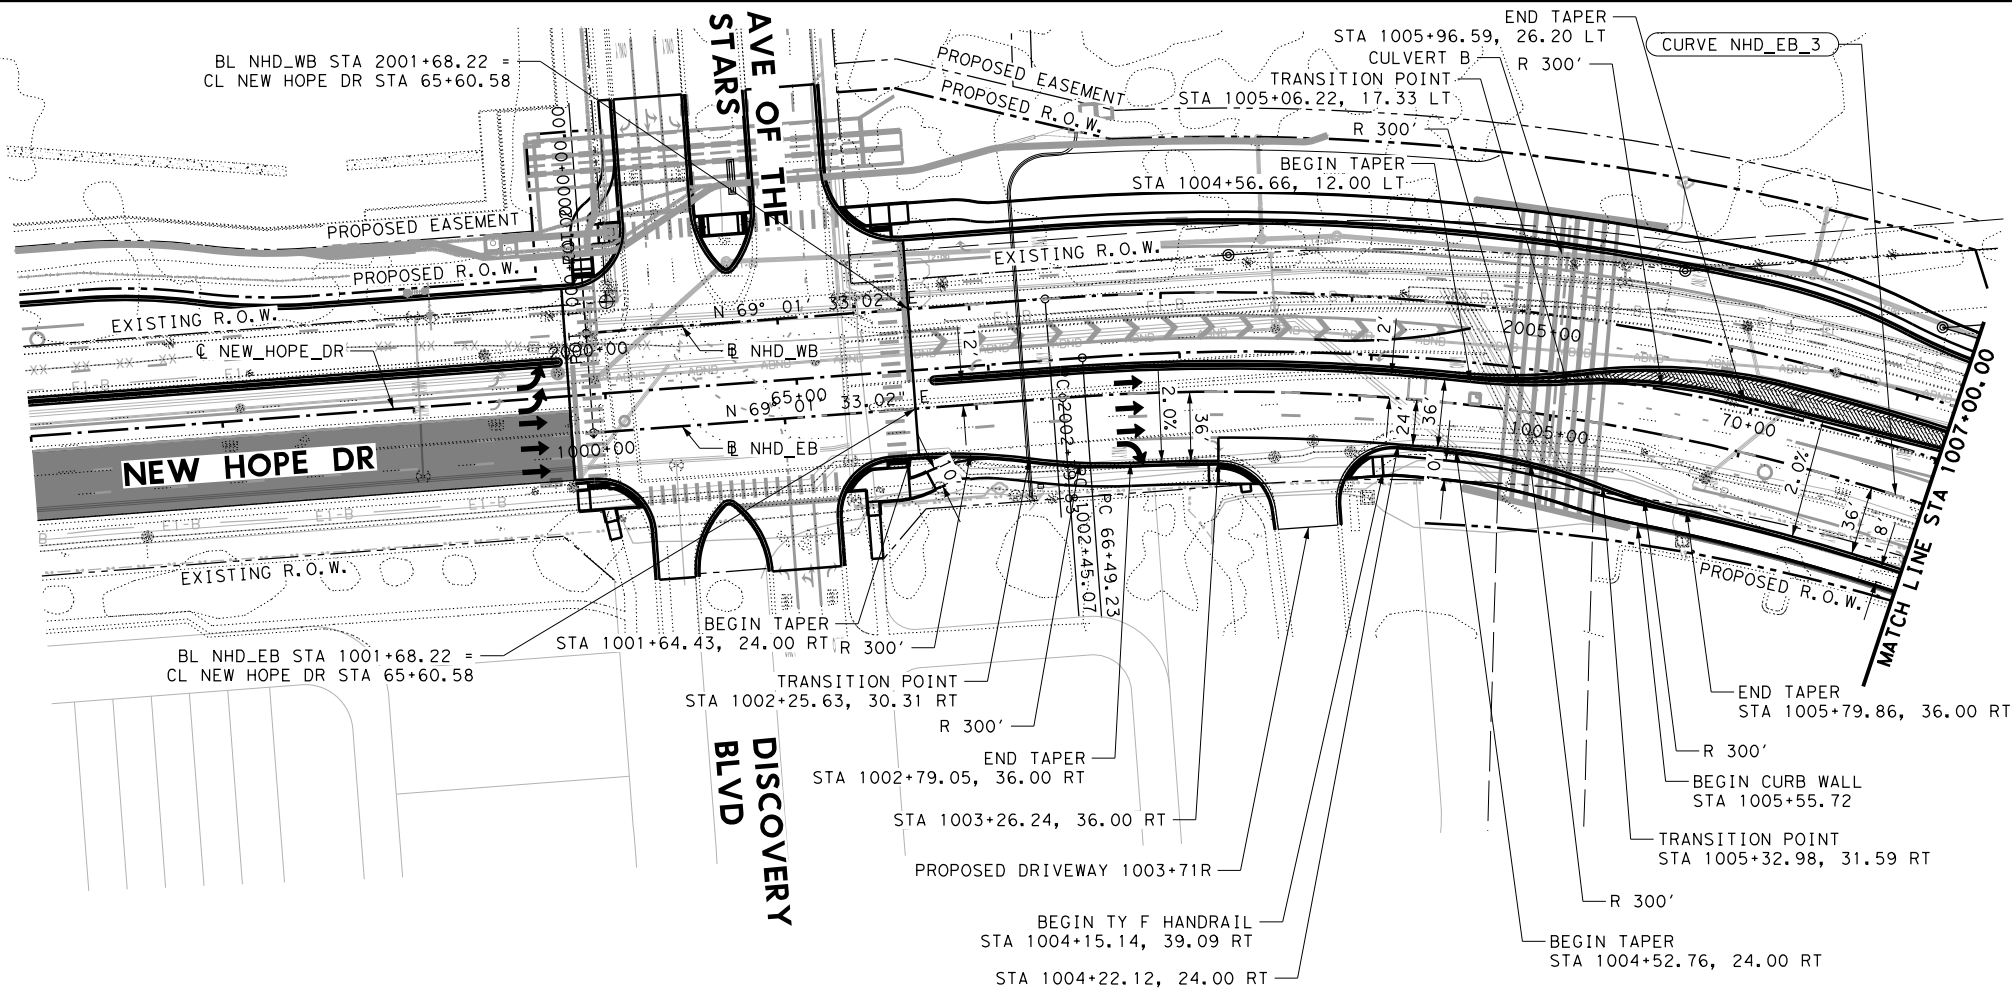 BL NHD_WB STA 2001+68.22 =
CL NEW HOPE DR STA 65+60.58
AVE OF THE
STARS
END TAPER
STA 1005+96.59, 26.20 LT
CULVERT B
R 300'
CURVE NHD_EB_3
TRANSITION POINT
STA 1005+06.22, 17.33 LT
R 300'
BEGIN TAPER
STA 1004+56.66, 12.00 LT
PROPOSED EASEMENT
PROPOSED R.O.W.
PROPOSED EASEMENT
PROPOSED R.O.W.
EXISTING R.O.W.
EXISTING R.O.W.
N 69° 01' 33.02" E
NHD_WB
2000+00
2005+00
NEW_HOPE_DR
65+00
N 69° 01' 33.02" E
NHD_EB
1000+00
12'
12'
2.0%
36'
24'
36'
10'
10'
1005+00
70+00
2.0%
36'
8'
NEW HOPE DR
E1-B
E1-B
E1-B
EXISTING R.O.W.
1002+45.07
PC 66+49.23
PROPOSED R.O.W.
MATCH LINE STA 1007+00.00
BEGIN TAPER
STA 1001+64.43, 24.00 RT
R 300'
BL NHD_EB STA 1001+68.22 =
CL NEW HOPE DR STA 65+60.58
TRANSITION POINT
STA 1002+25.63, 30.31 RT
R 300'
DISCOVERY
BLVD
END TAPER
STA 1002+79.05, 36.00 RT
STA 1003+26.24, 36.00 RT
PROPOSED DRIVEWAY 1003+71R
BEGIN TY F HANDRAIL
STA 1004+15.14, 39.09 RT
STA 1004+22.12, 24.00 RT
END TAPER
STA 1005+79.86, 36.00 RT
R 300'
BEGIN CURB WALL
STA 1005+55.72
TRANSITION POINT
STA 1005+32.98, 31.59 RT
R 300'
BEGIN TAPER
STA 1004+52.76, 24.00 RT